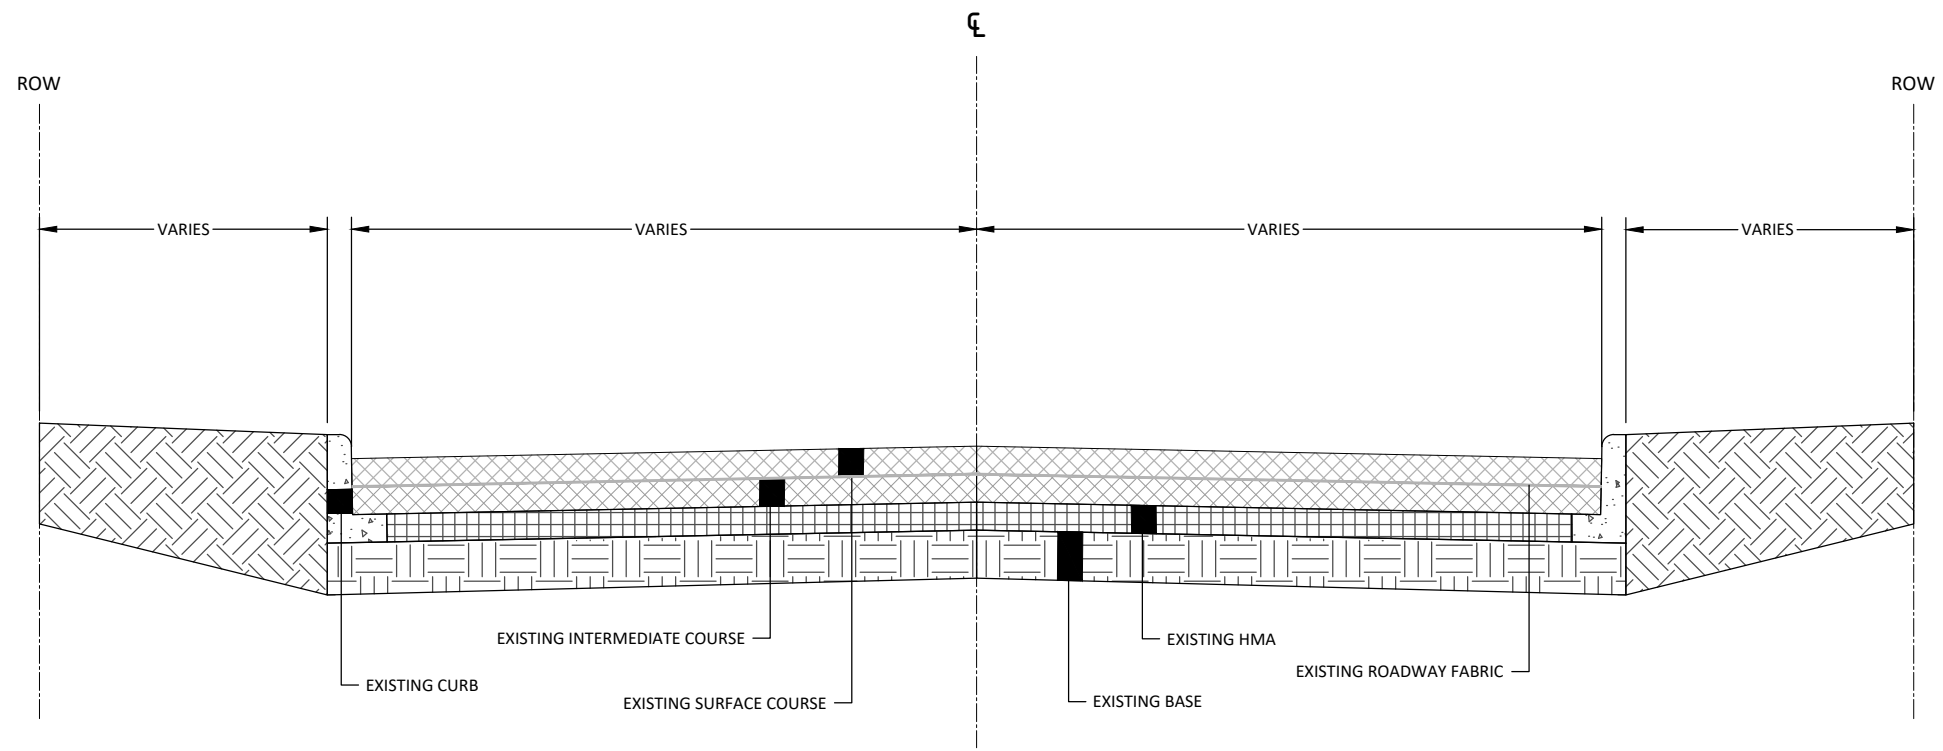 ℄
ROW
ROW
VARIES
VARIES
VARIES
VARIES
EXISTING INTERMEDIATE COURSE
EXISTING HMA
EXISTING ROADWAY FABRIC
EXISTING CURB
EXISTING SURFACE COURSE
EXISTING BASE